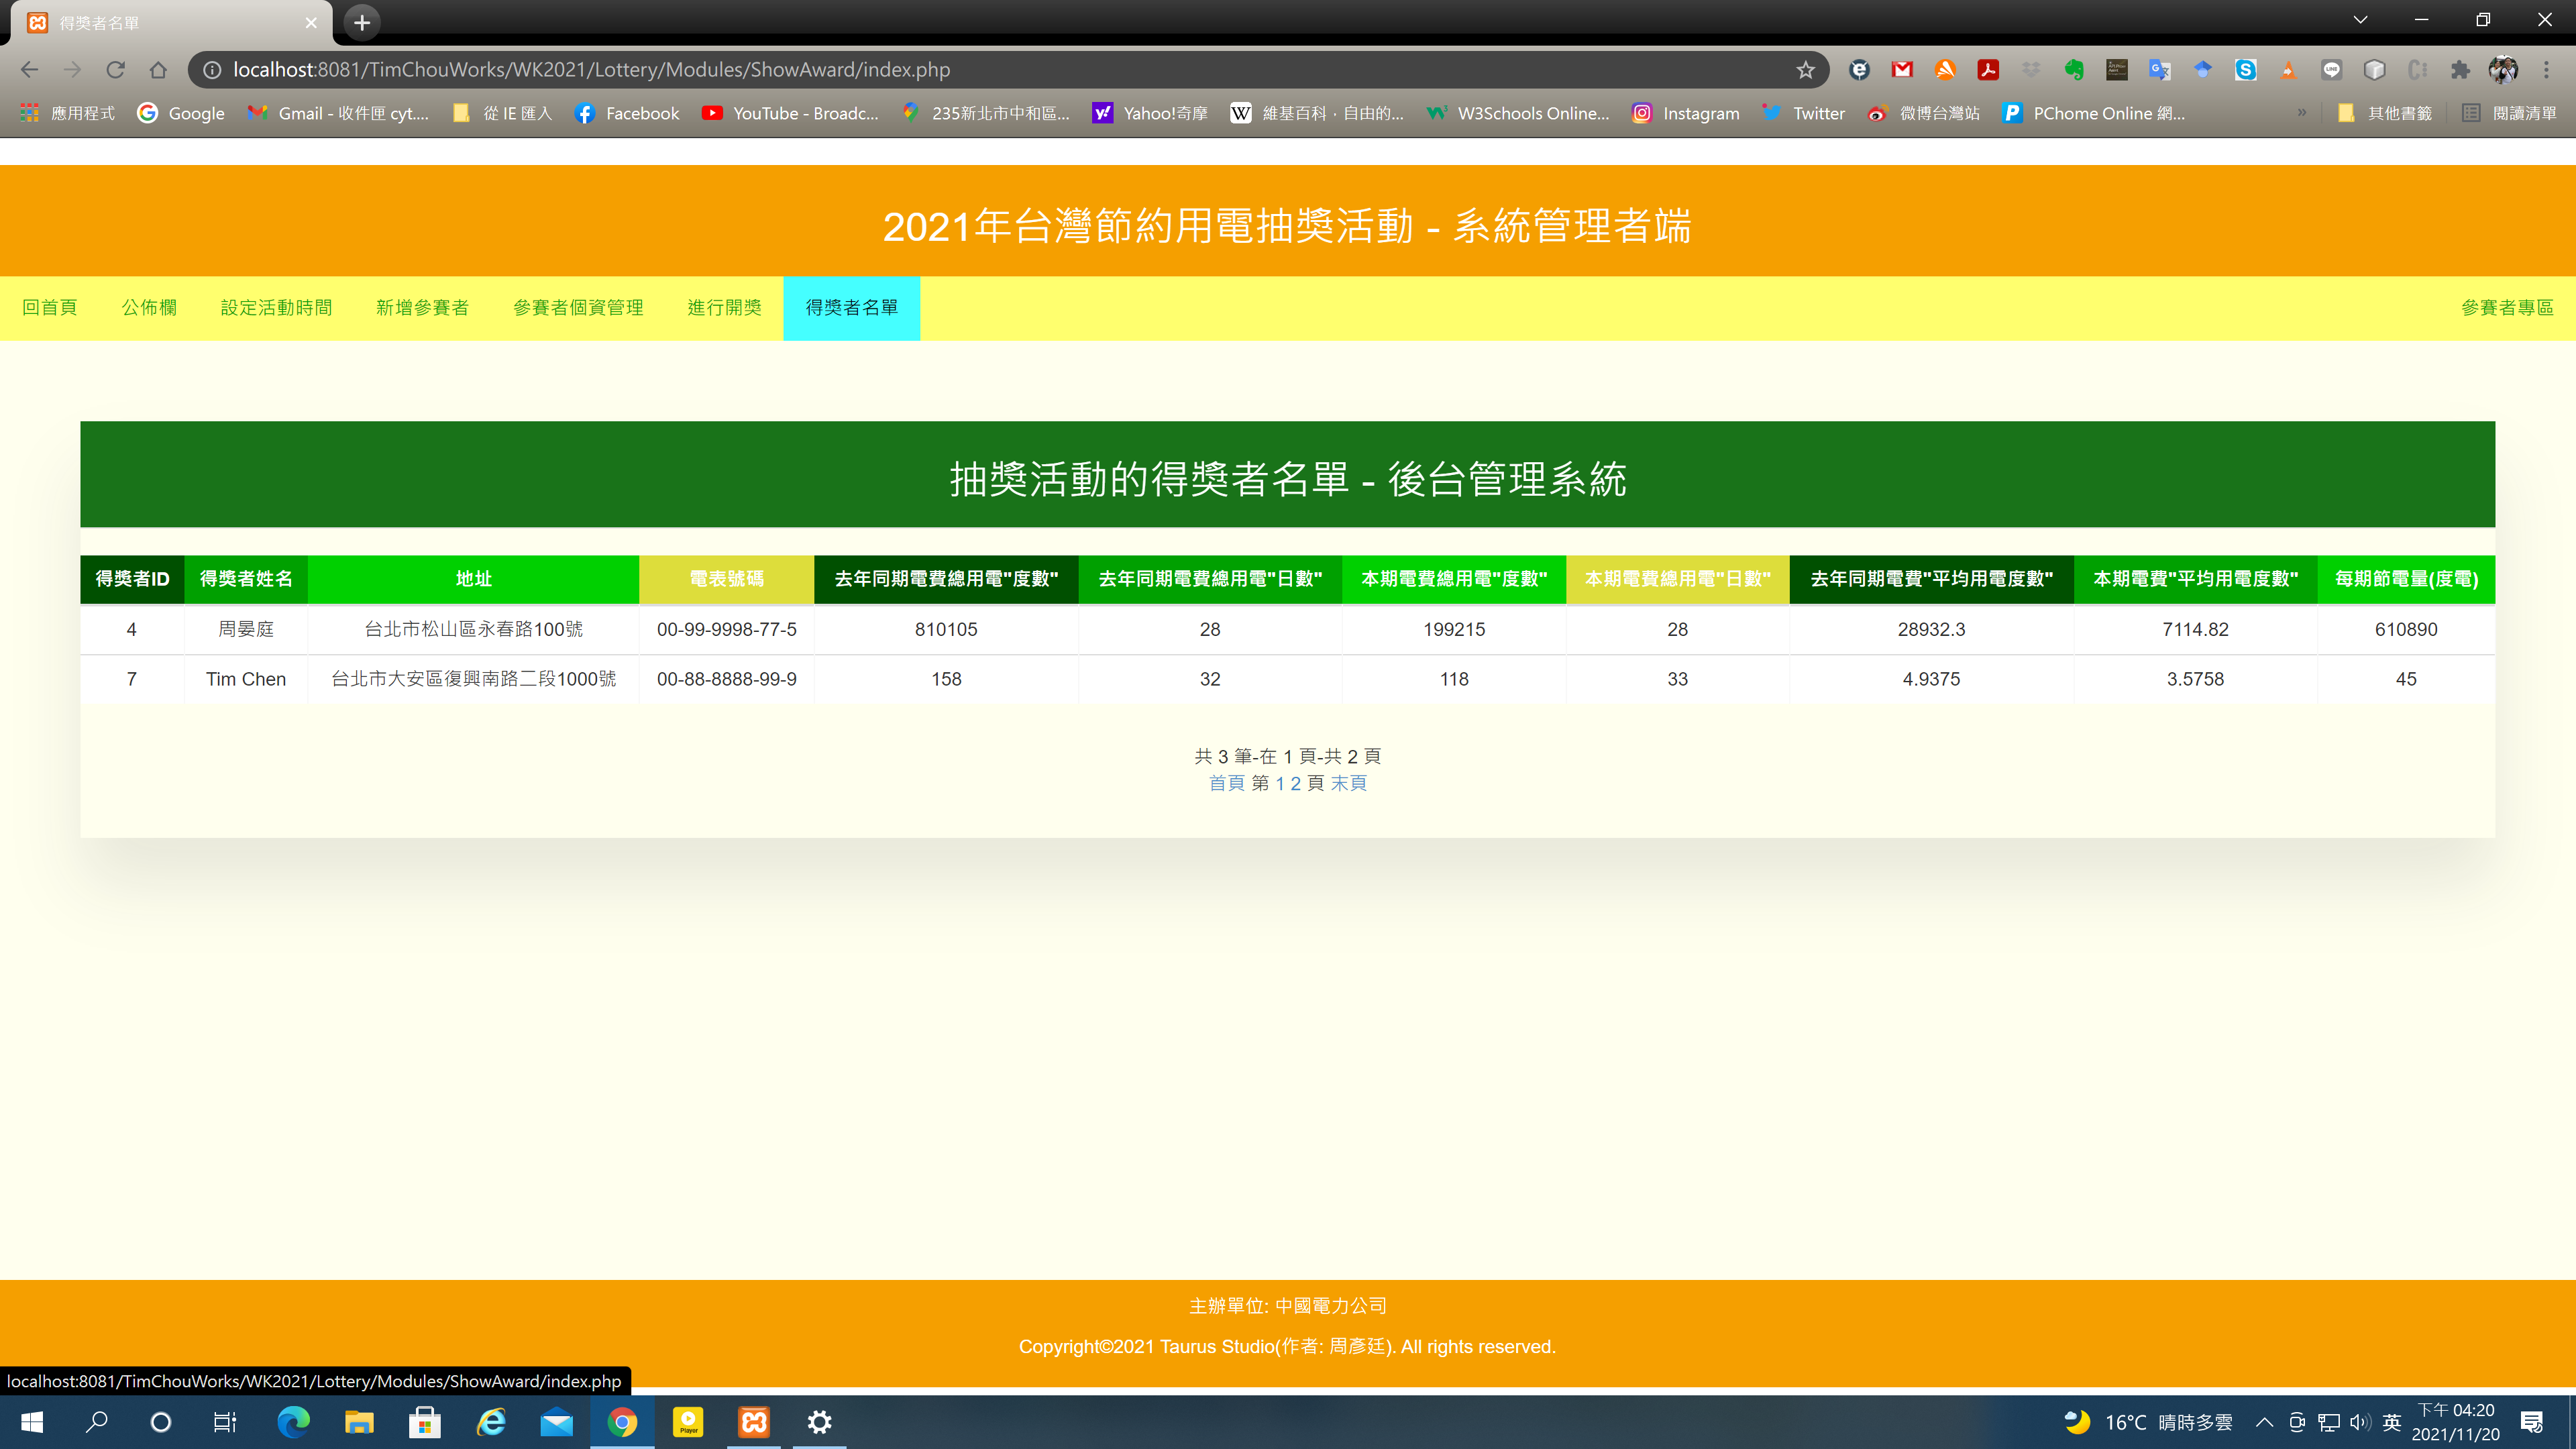 得獎者名單
localhost:8081/TimChouWorks/WK2021/Lottery/Modules/ShowAward/index.php
應用程式 Google Gmail - 收件匣 cyt.... 從 IE 匯入 Facebook YouTube - Broadc... 235新北市中和區... Yahoo!奇摩 維基百科，自由的... W3Schools Online... Instagram Twitter 微博台灣站 PChome Online 網... » 其他書籤 閱讀清單
2021年台灣節約用電抽獎活動 - 系統管理者端
回首頁 公佈欄 設定活動時間 新增參賽者 參賽者個資管理 進行開獎 得獎者名單 參賽者專區
抽獎活動的得獎者名單 - 後台管理系統
得獎者ID 得獎者姓名 地址 電表號碼 去年同期電費總用電"度數" 去年同期電費總用電"日數" 本期電費總用電"度數" 本期電費總用電"日數" 去年同期電費"平均用電度數" 本期電費"平均用電度數" 每期節電量(度電)
4 周晏庭 台北市松山區永春路100號 00-99-9998-77-5 810105 28 199215 28 28932.3 7114.82 610890
7 Tim Chen 台北市大安區復興南路二段1000號 00-88-8888-99-9 158 32 118 33 4.9375 3.5758 45
共 3 筆-在 1 頁-共 2 頁
首頁 第 1 2 頁 末頁
主辦單位: 中國電力公司
Copyright©2021 Taurus Studio(作者: 周彥廷). All rights reserved.
localhost:8081/TimChouWorks/WK2021/Lottery/Modules/ShowAward/index.php
Player
16°C 晴時多雲 英 下午 04:20
2021/11/20